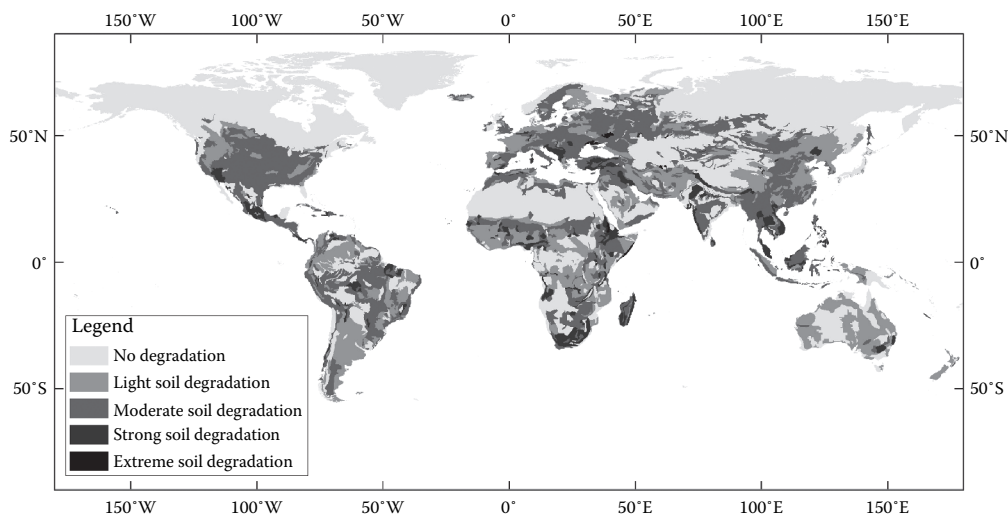 150˚W 100˚W 50˚W 0˚ 50˚E 100˚E 150˚E
50˚N 50˚N
0˚ 0˚
Legend
No degradation
Light soil degradation
50˚S 50˚S
Moderate soil degradation
Strong soil degradation
Extreme soil degradation
150˚W 100˚W 50˚W 0˚ 50˚E 100˚E 150˚E